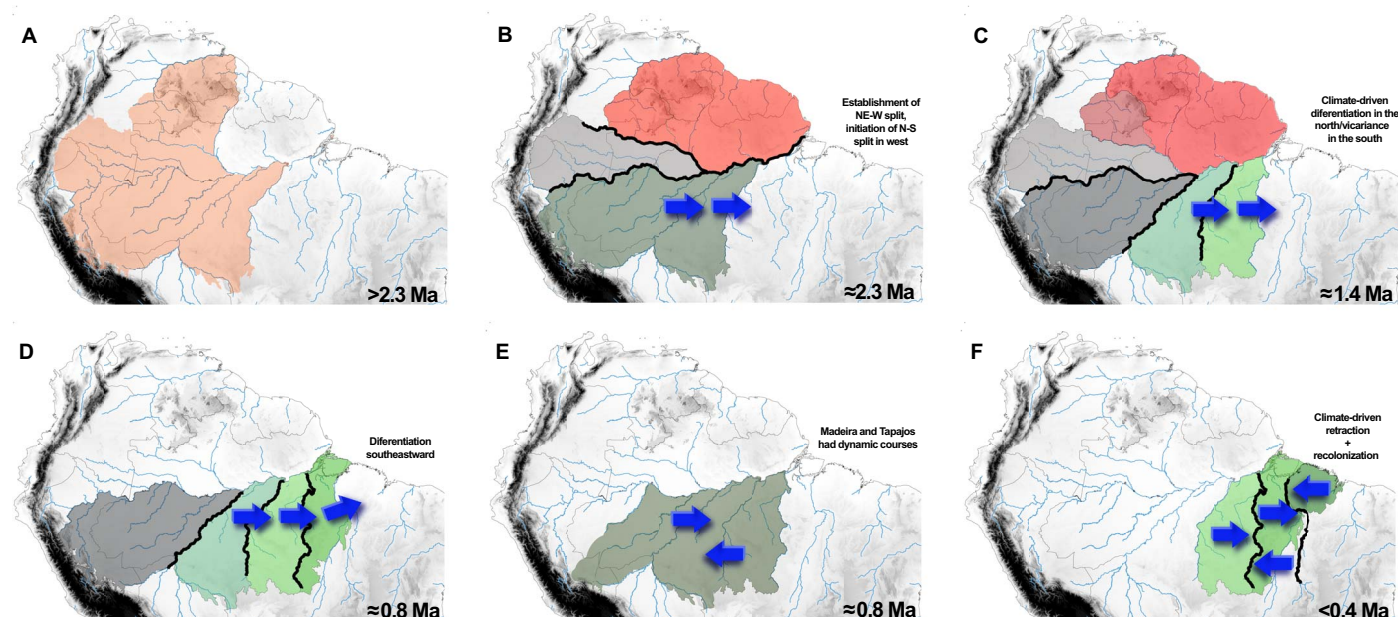 A
>2.3 Ma
B
Establishment of
NE-W split,
initiation of N-S
split in west
≈2.3 Ma
C
Climate-driven
diferentiation in the
north/vicariance
in the south
≈1.4 Ma
D
Diferentiation
southeastward
≈0.8 Ma
E
Madeira and Tapajos
had dynamic courses
≈0.8 Ma
F
Climate-driven
retraction
+
recolonization
<0.4 Ma